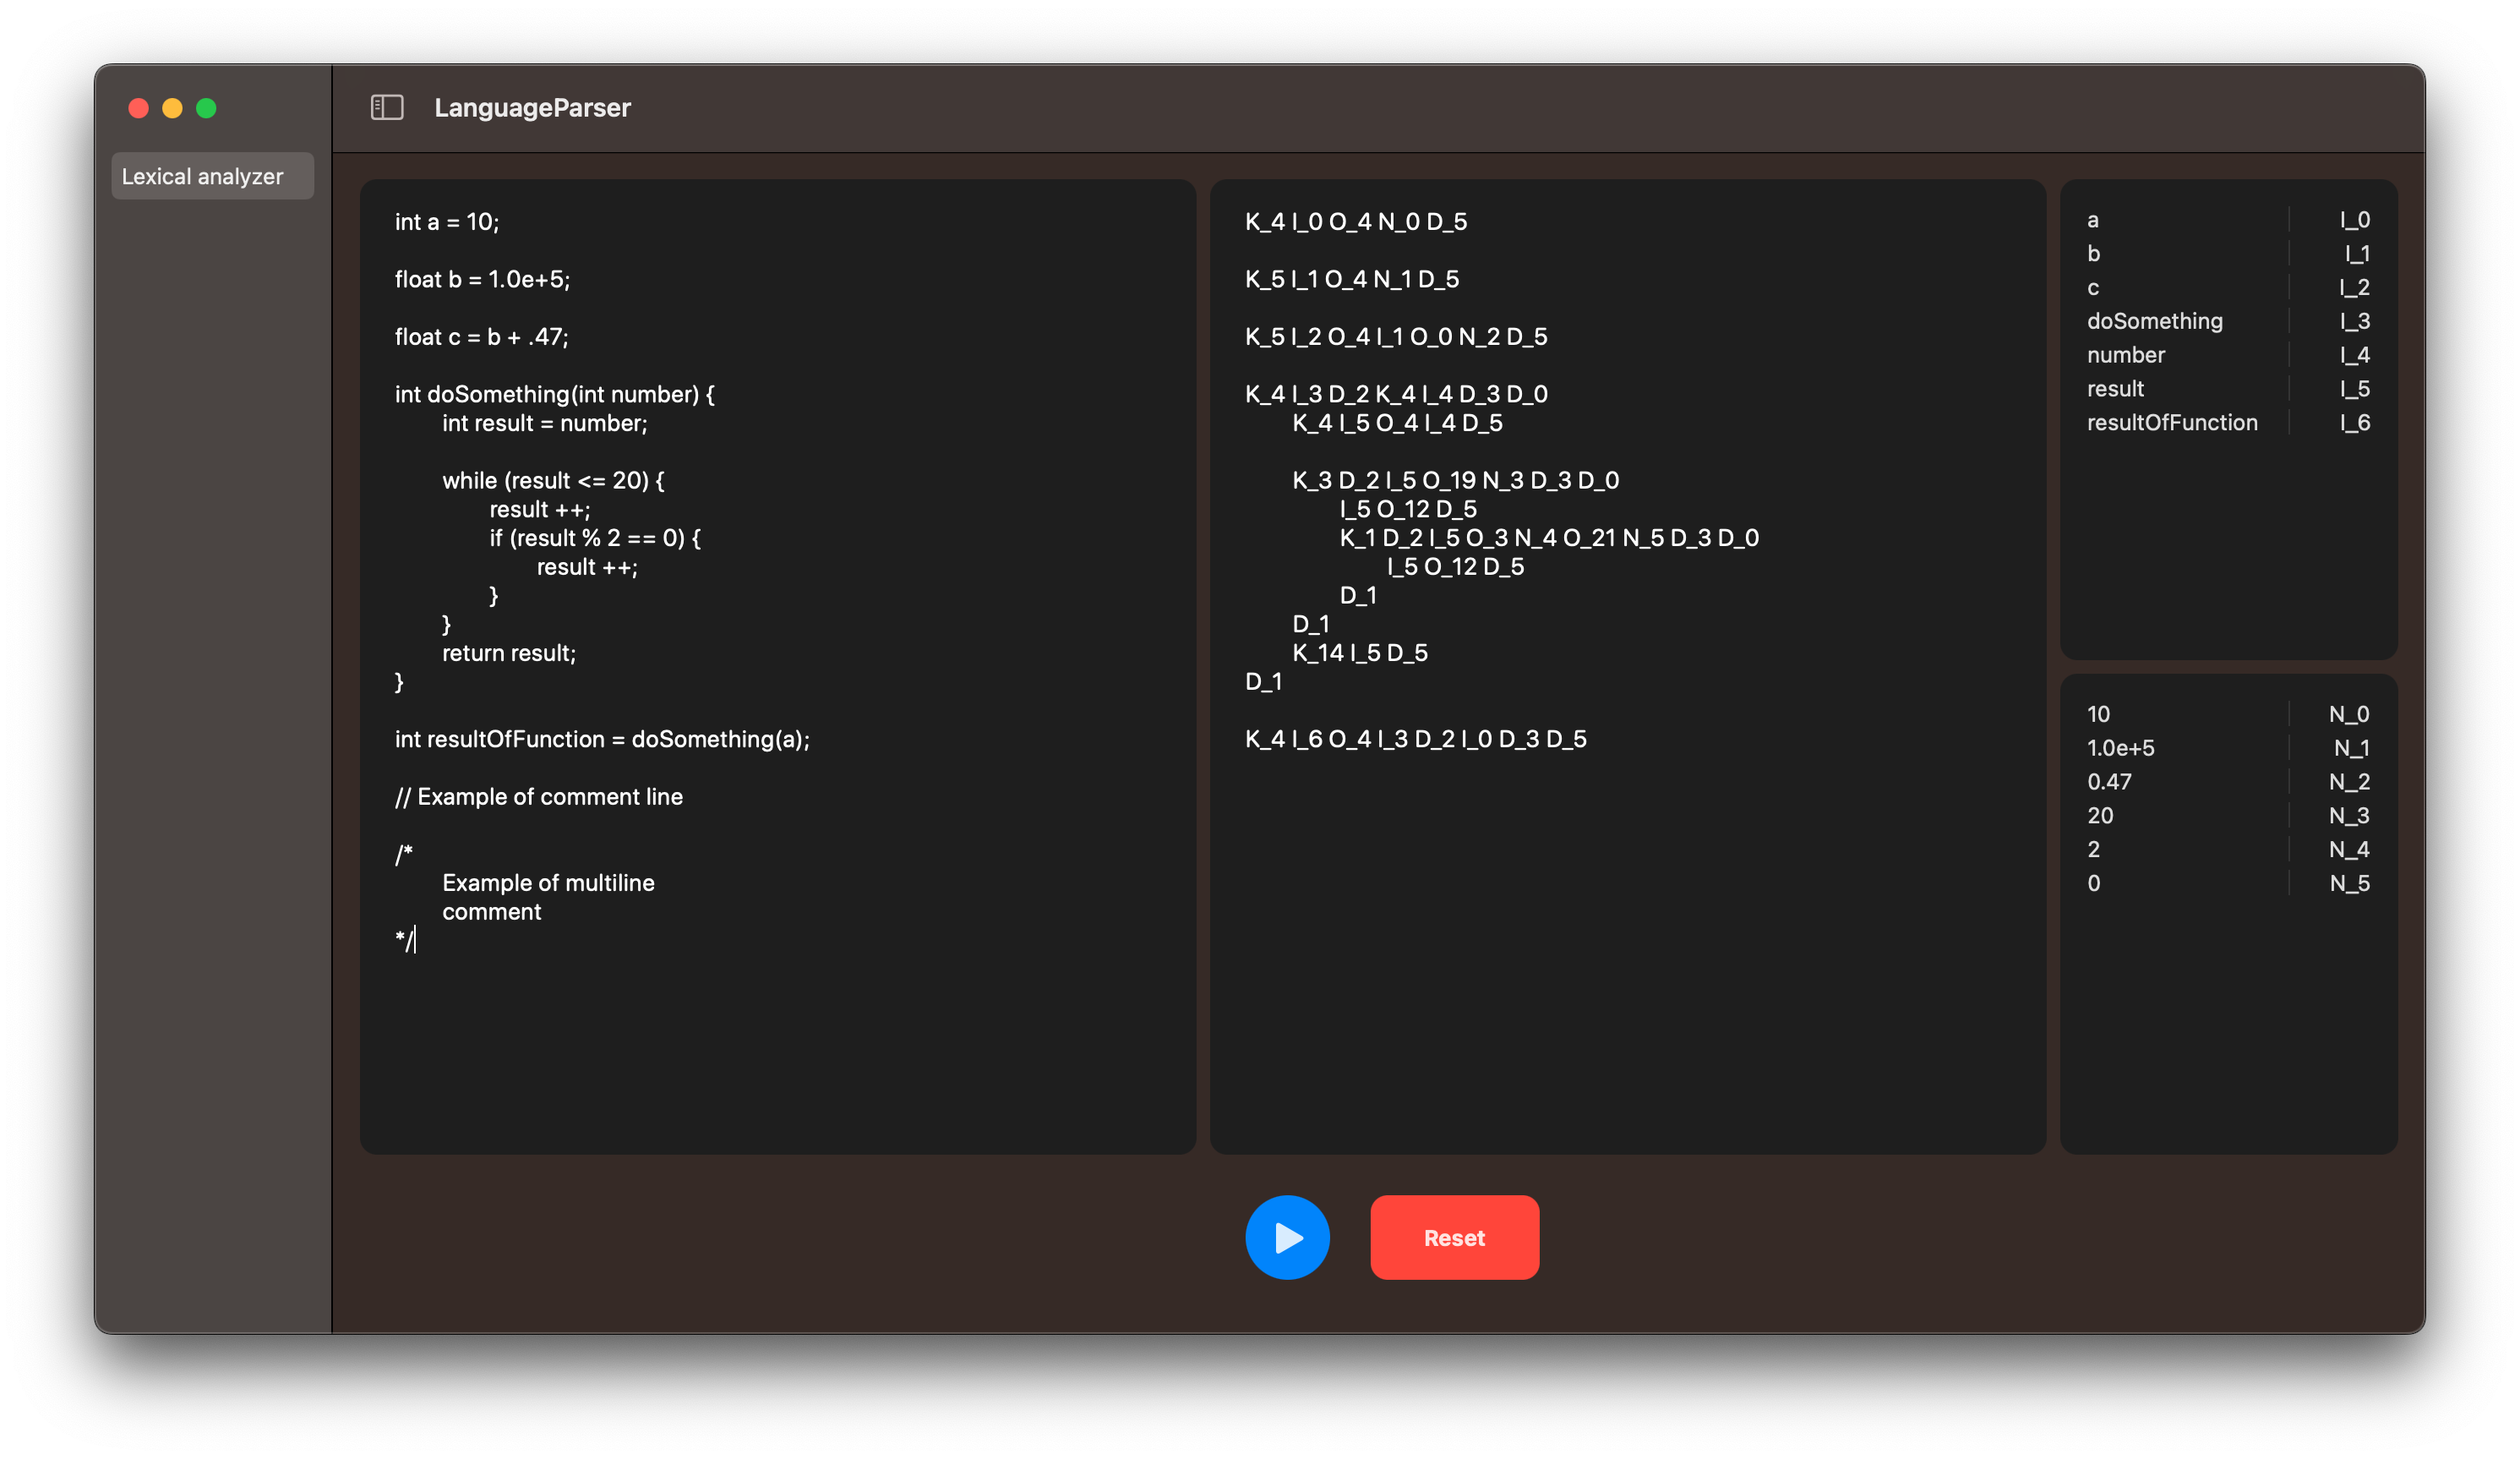 LanguageParser
Lexical analyzer
int a = 10;
float b = 1.0e+5;
float c = b + .47;
int doSomething(int number) {
int result = number;
while (result <= 20) {
result ++;
if (result % 2 == 0) {
result ++;
}
}
return result;
}
int resultOfFunction = doSomething(a);
// Example of comment line
/*
Example of multiline
comment
*/
K_4 I_0 O_4 N_0 D_5
K_5 I_1 O_4 N_1 D_5
K_5 I_2 O_4 I_1 O_0 N_2 D_5
K_4 I_3 D_2 K_4 I_4 D_3 D_0
K_4 I_5 O_4 I_4 D_5
K_3 D_2 I_5 O_19 N_3 D_3 D_0
I_5 O_12 D_5
K_1 D_2 I_5 O_3 N_4 O_21 N_5 D_3 D_0
I_5 O_12 D_5
D_1
D_1
K_14 I_5 D_5
D_1
K_4 I_6 O_4 I_3 D_2 I_0 D_3 D_5
a I_0
b I_1
c I_2
doSomething I_3
number I_4
result I_5
resultOfFunction I_6
10 N_0
1.0e+5 N_1
0.47 N_2
20 N_3
2 N_4
0 N_5
Reset